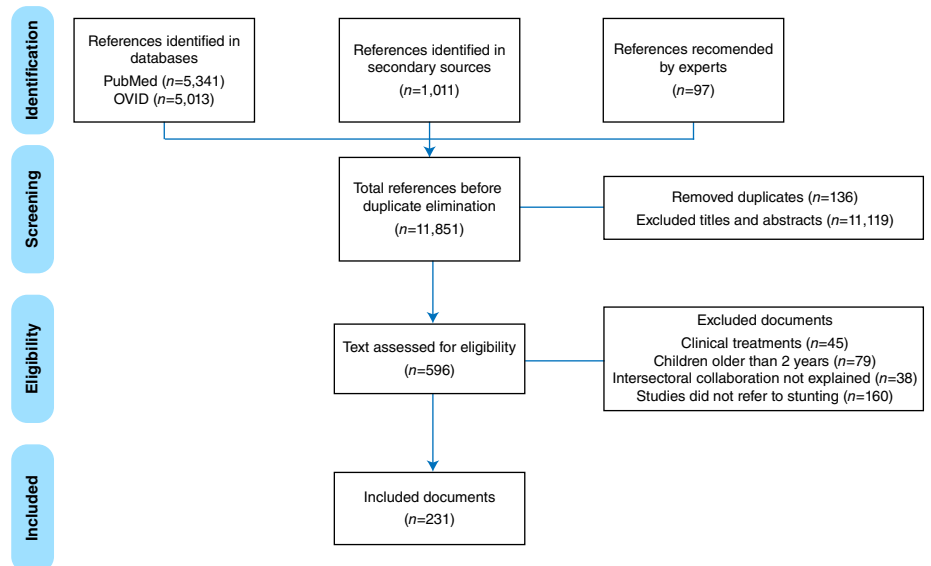 Identification
References identified in
databases
PubMed (n=5,341)
OVID (n=5,013)
References identified in
secondary sources
(n=1,011)
References recomended
by experts
(n=97)
Screening
Total references before
duplicate elimination
(n=11,851)
Removed duplicates (n=136)
Excluded titles and abstracts (n=11,119)
Eligibility
Text assessed for eligibility
(n=596)
Excluded documents
Clinical treatments (n=45)
Children older than 2 years (n=79)
Intersectoral collaboration not explained (n=38)
Studies did not refer to stunting (n=160)
Included
Included documents
(n=231)